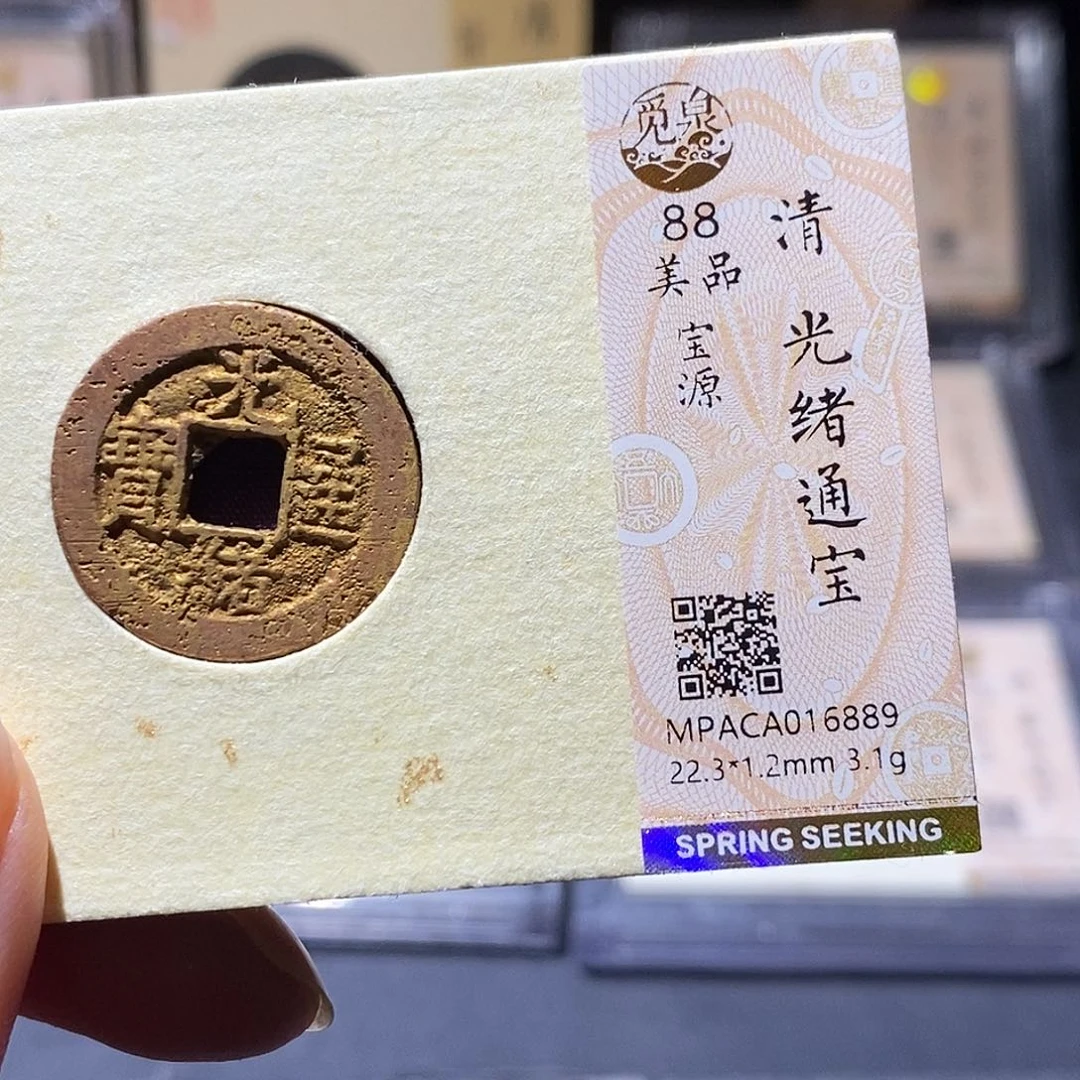 光緒通寶
觅泉
88
美品
宝源
清 光绪通宝
MPACA016889
22.3*1.2mm 3.1g
SPRING SEEKING